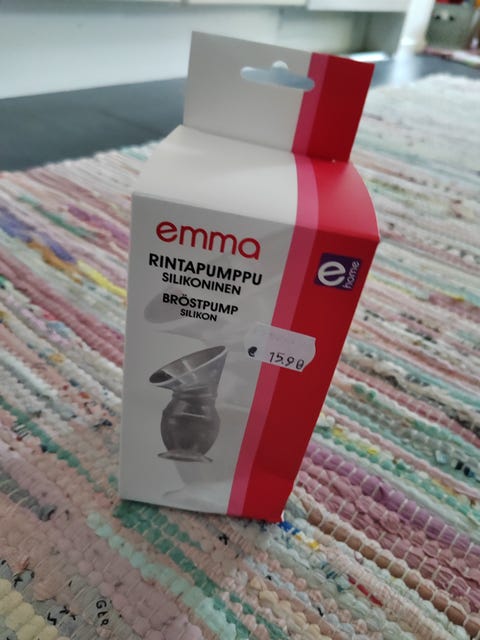 emma
RINTAPUMPPU
SILIKONINEN
BRÖSTPUMP
SILIKON
e
home
€ 15.90